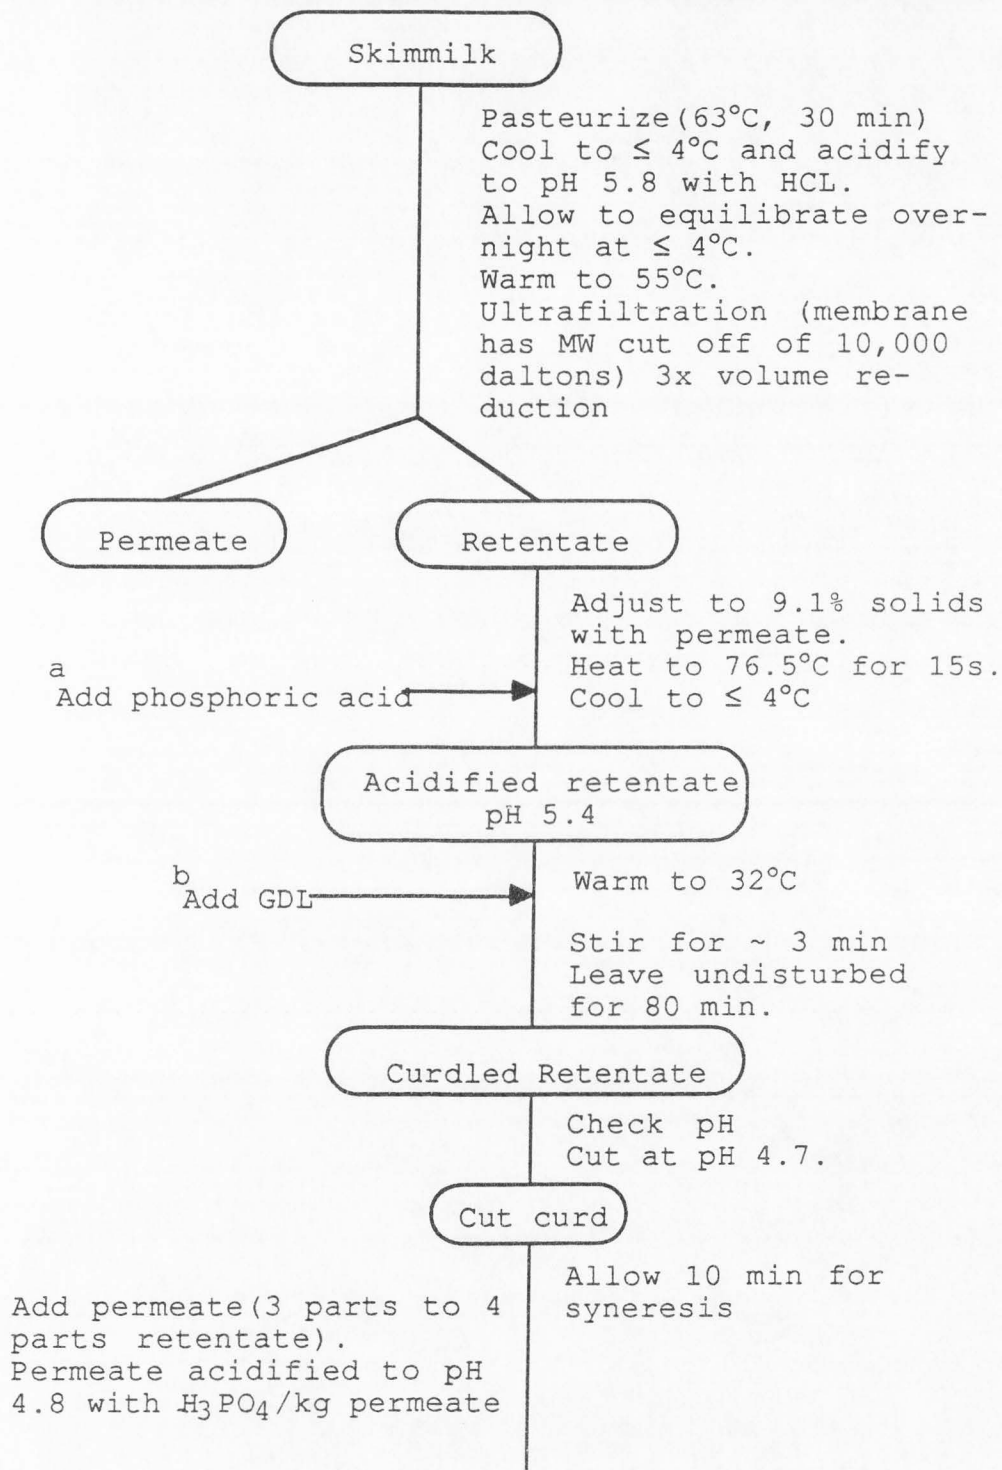 Skimmilk
Pasteurize(63°C, 30 min)
Cool to ≤ 4°C and acidify
to pH 5.8 with HCL.
Allow to equilibrate over-
night at ≤ 4°C.
Warm to 55°C.
Ultrafiltration (membrane
has MW cut off of 10,000
daltons) 3x volume re-
duction
Permeate
Retentate
Adjust to 9.1% solids
with permeate.
Heat to 76.5°C for 15s.
Cool to ≤ 4°C
a
Add phosphoric acid
Acidified retentate
pH 5.4
b
Add GDL
Warm to 32°C
Stir for ~ 3 min
Leave undisturbed
for 80 min.
Curdled Retentate
Check pH
Cut at pH 4.7.
Cut curd
Allow 10 min for
syneresis
Add permeate(3 parts to 4
parts retentate).
Permeate acidified to pH
4.8 with H₃PO₄/kg permeate